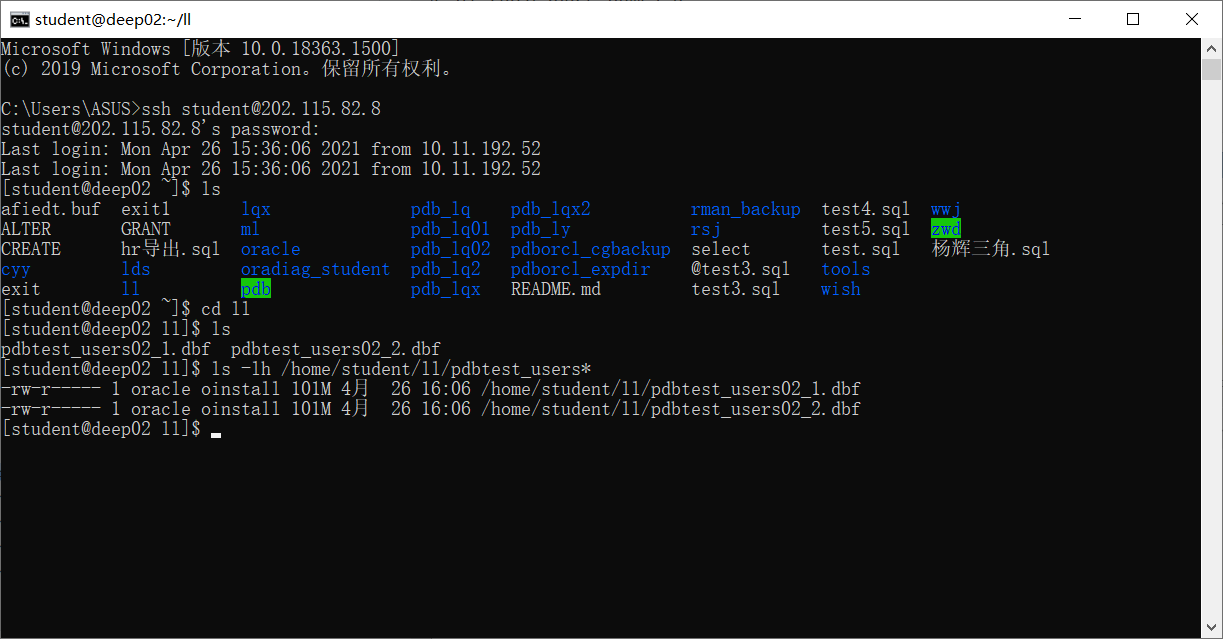 student@deep02:~/ll
Microsoft Windows [版本 10.0.18363.1500]
(c) 2019 Microsoft Corporation。保留所有权利。
C:\Users\ASUS>ssh student@202.115.82.8
student@202.115.82.8's password:
Last login: Mon Apr 26 15:36:06 2021 from 10.11.192.52
Last login: Mon Apr 26 15:36:06 2021 from 10.11.192.52
[student@deep02 ~]$ ls
afiedt.buf  exit1       lqx              pdb_lq    pdb_lqx2          rman_backup  test4.sql  wwj
ALTER       GRANT       ml               pdb_lq01  pdb_ly            rsj          test5.sql  zwd
CREATE      hr导出.sql  oracle           pdb_lq02  pdborcl_cgbackup  select       test.sql   杨辉三角.sql
cyy         lds         oradiag_student  pdb_lq2   pdborcl_expdir    @test3.sql   tools
exit        ll          pdb              pdb_lqx   README.md         test3.sql    wish
[student@deep02 ~]$ cd ll
[student@deep02 ll]$ ls
pdbtest_users02_1.dbf  pdbtest_users02_2.dbf
[student@deep02 ll]$ ls -lh /home/student/ll/pdbtest_users*
-rw-r----- 1 oracle oinstall 101M 4月  26 16:06 /home/student/ll/pdbtest_users02_1.dbf
-rw-r----- 1 oracle oinstall 101M 4月  26 16:06 /home/student/ll/pdbtest_users02_2.dbf
[student@deep02 ll]$